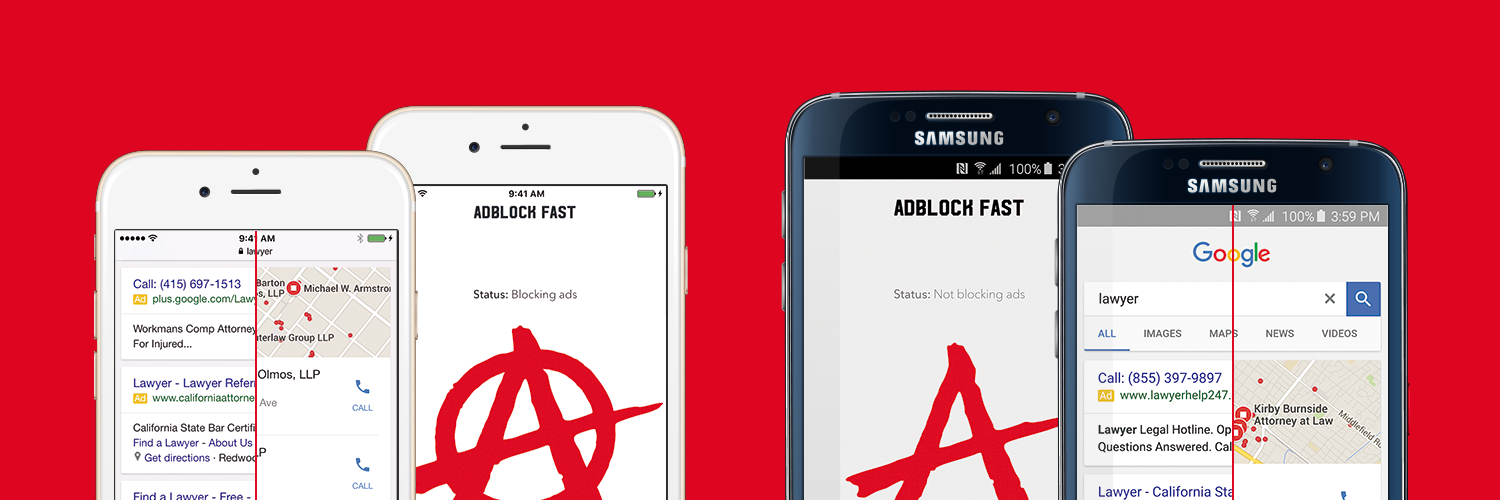 9:41 AM
lawyer
Call: (415) 697-1513
Ad plus.google.com/Lawy
Workmans Comp Attorney
For Injured...
Lawyer - Lawyer Refer
Ad www.californiaattorne
California State Bar Certifi
Find a Lawyer - About Us
Get directions · Redwoo
Find a Lawyer - Free -
Barton
s, LLP
Michael W. Armstron
uterlaw Group LLP
Olmos, LLP
Ave
CALL
P
CALL
9:41 AM
ADBLOCK FAST
Status: Blocking ads
SAMSUNG
100% 3
ADBLOCK FAST
Status: Not blocking ads
SAMSUNG
100% 3:59 PM
Google
lawyer
ALL IMAGES MAPS NEWS VIDEOS
Call: (855) 397-9897
Ad www.lawyerhelp247.
Lawyer Legal Hotline. Op
Questions Answered. Cal
Lawyer - California Sta
Kirby Burnside
Attorney at Law
Middlefield R